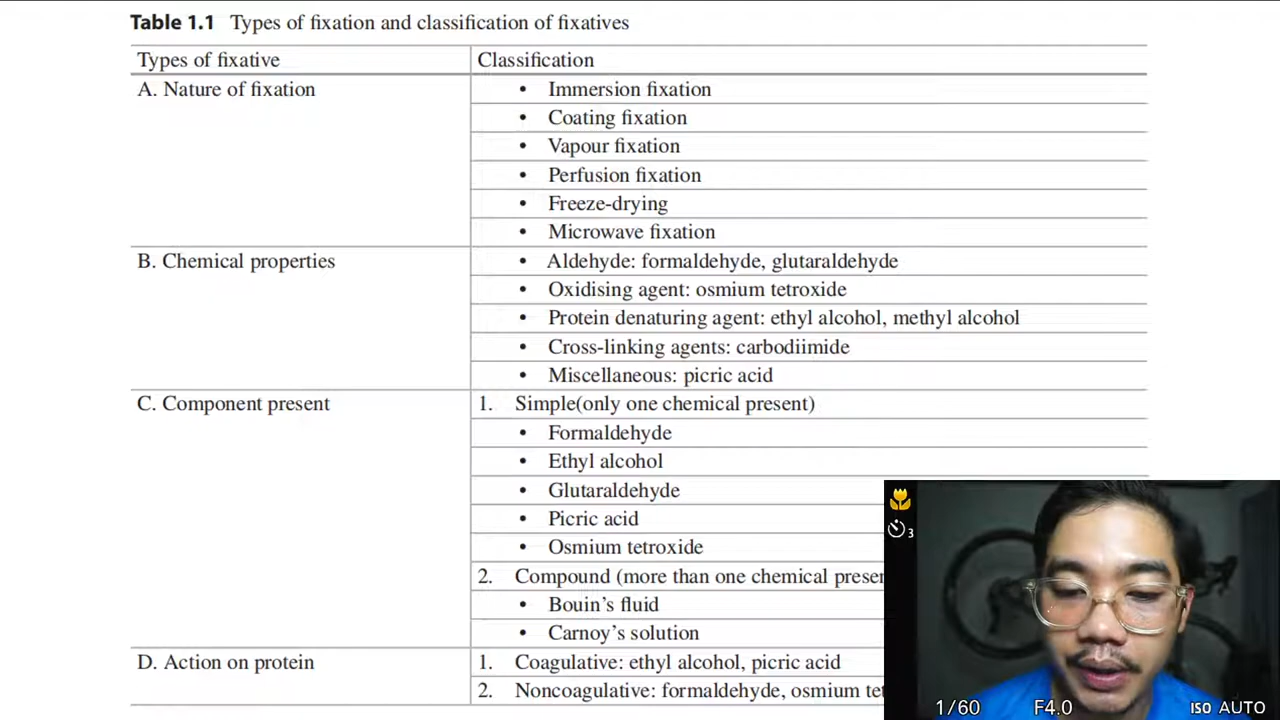 Table 1.1 Types of fixation and classification of fixatives
Types of fixative Classification
A. Nature of fixation • Immersion fixation
• Coating fixation
• Vapour fixation
• Perfusion fixation
• Freeze-drying
• Microwave fixation
B. Chemical properties • Aldehyde: formaldehyde, glutaraldehyde
• Oxidising agent: osmium tetroxide
• Protein denaturing agent: ethyl alcohol, methyl alcohol
• Cross-linking agents: carbodiimide
• Miscellaneous: picric acid
C. Component present 1. Simple(only one chemical present)
• Formaldehyde
• Ethyl alcohol
• Glutaraldehyde
• Picric acid
• Osmium tetroxide
2. Compound (more than one chemical
• Bouin's fluid
• Carnoy's solution
D. Action on protein 1. Coagulative: ethyl alcohol, picric acid
2. Noncoagulative: formaldehyde, osmium
3
1/60 F4.0 ISO AUTO